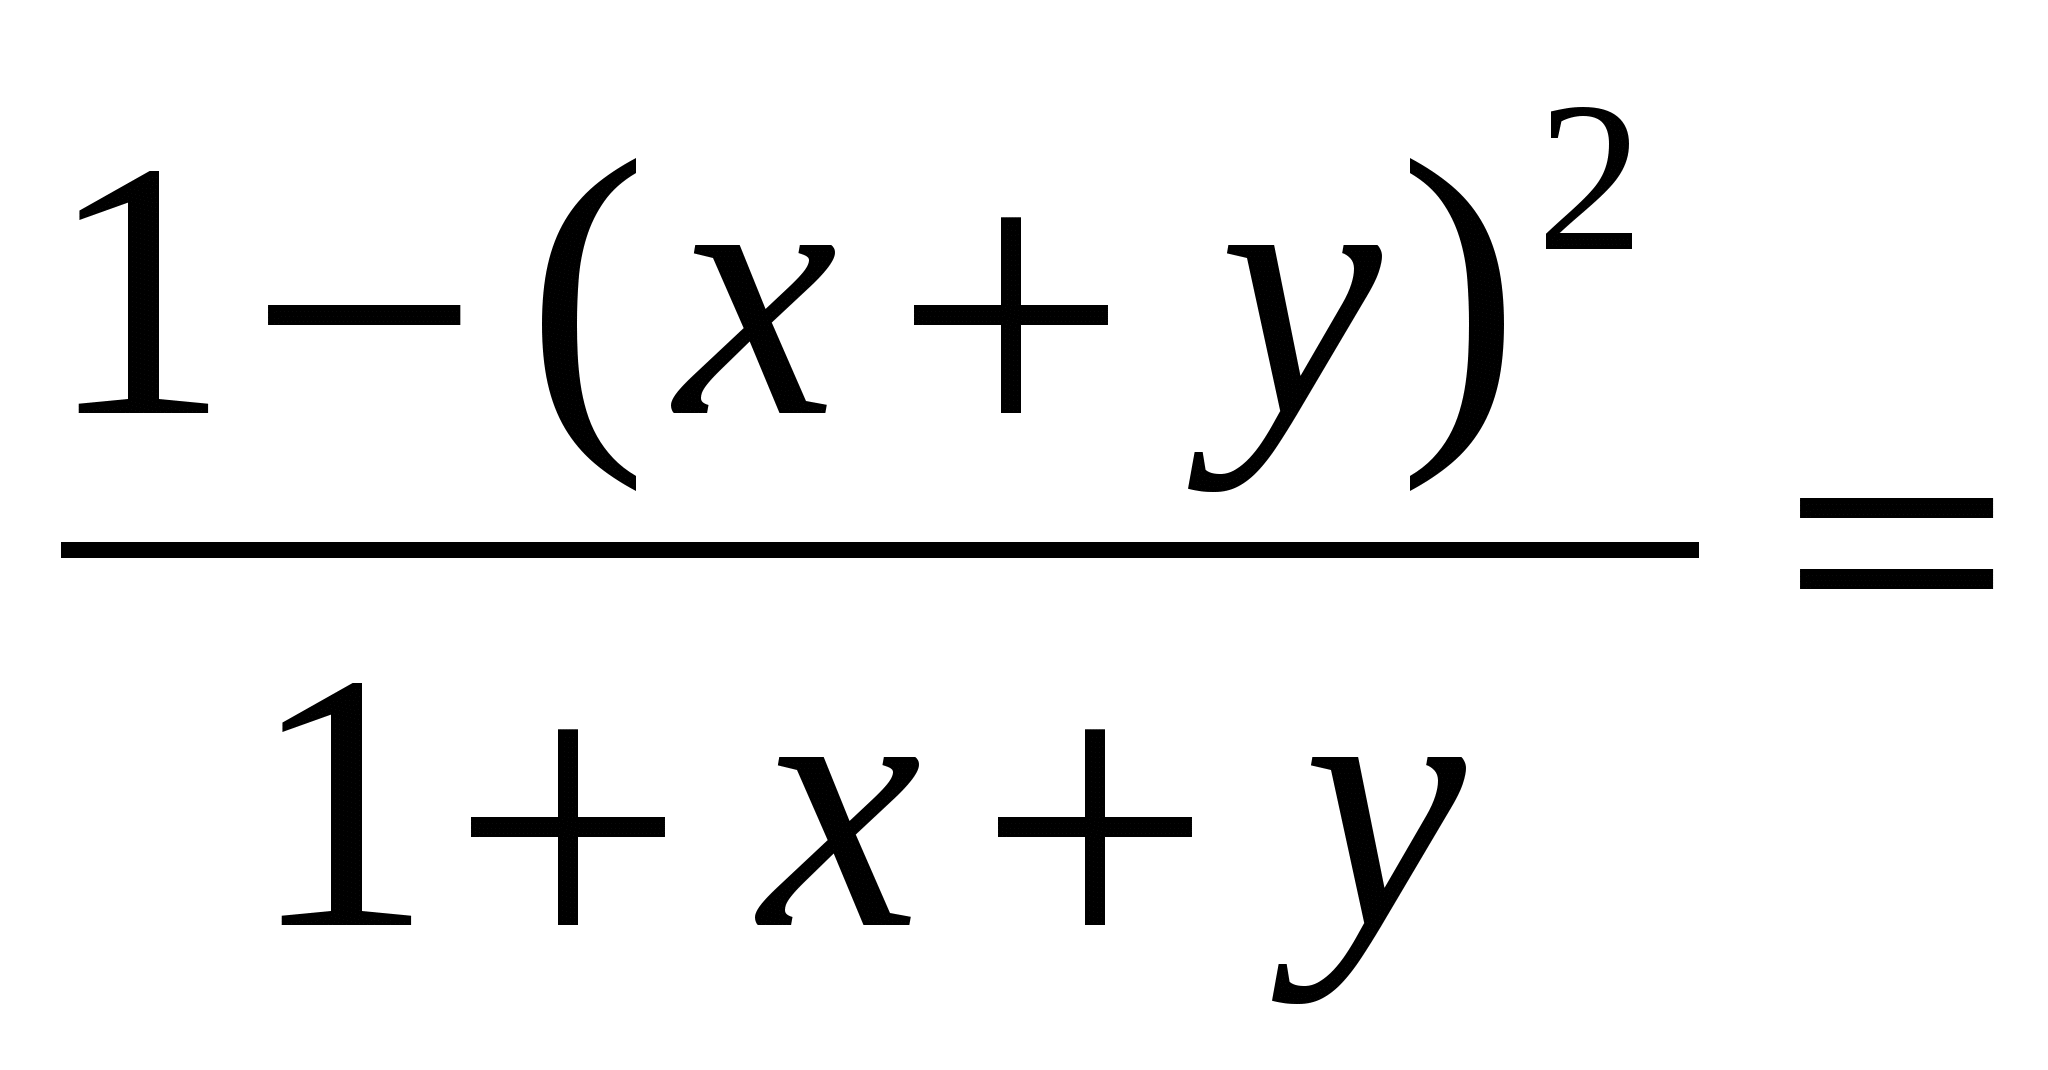 1 − (x + y)² =
1 + x + y